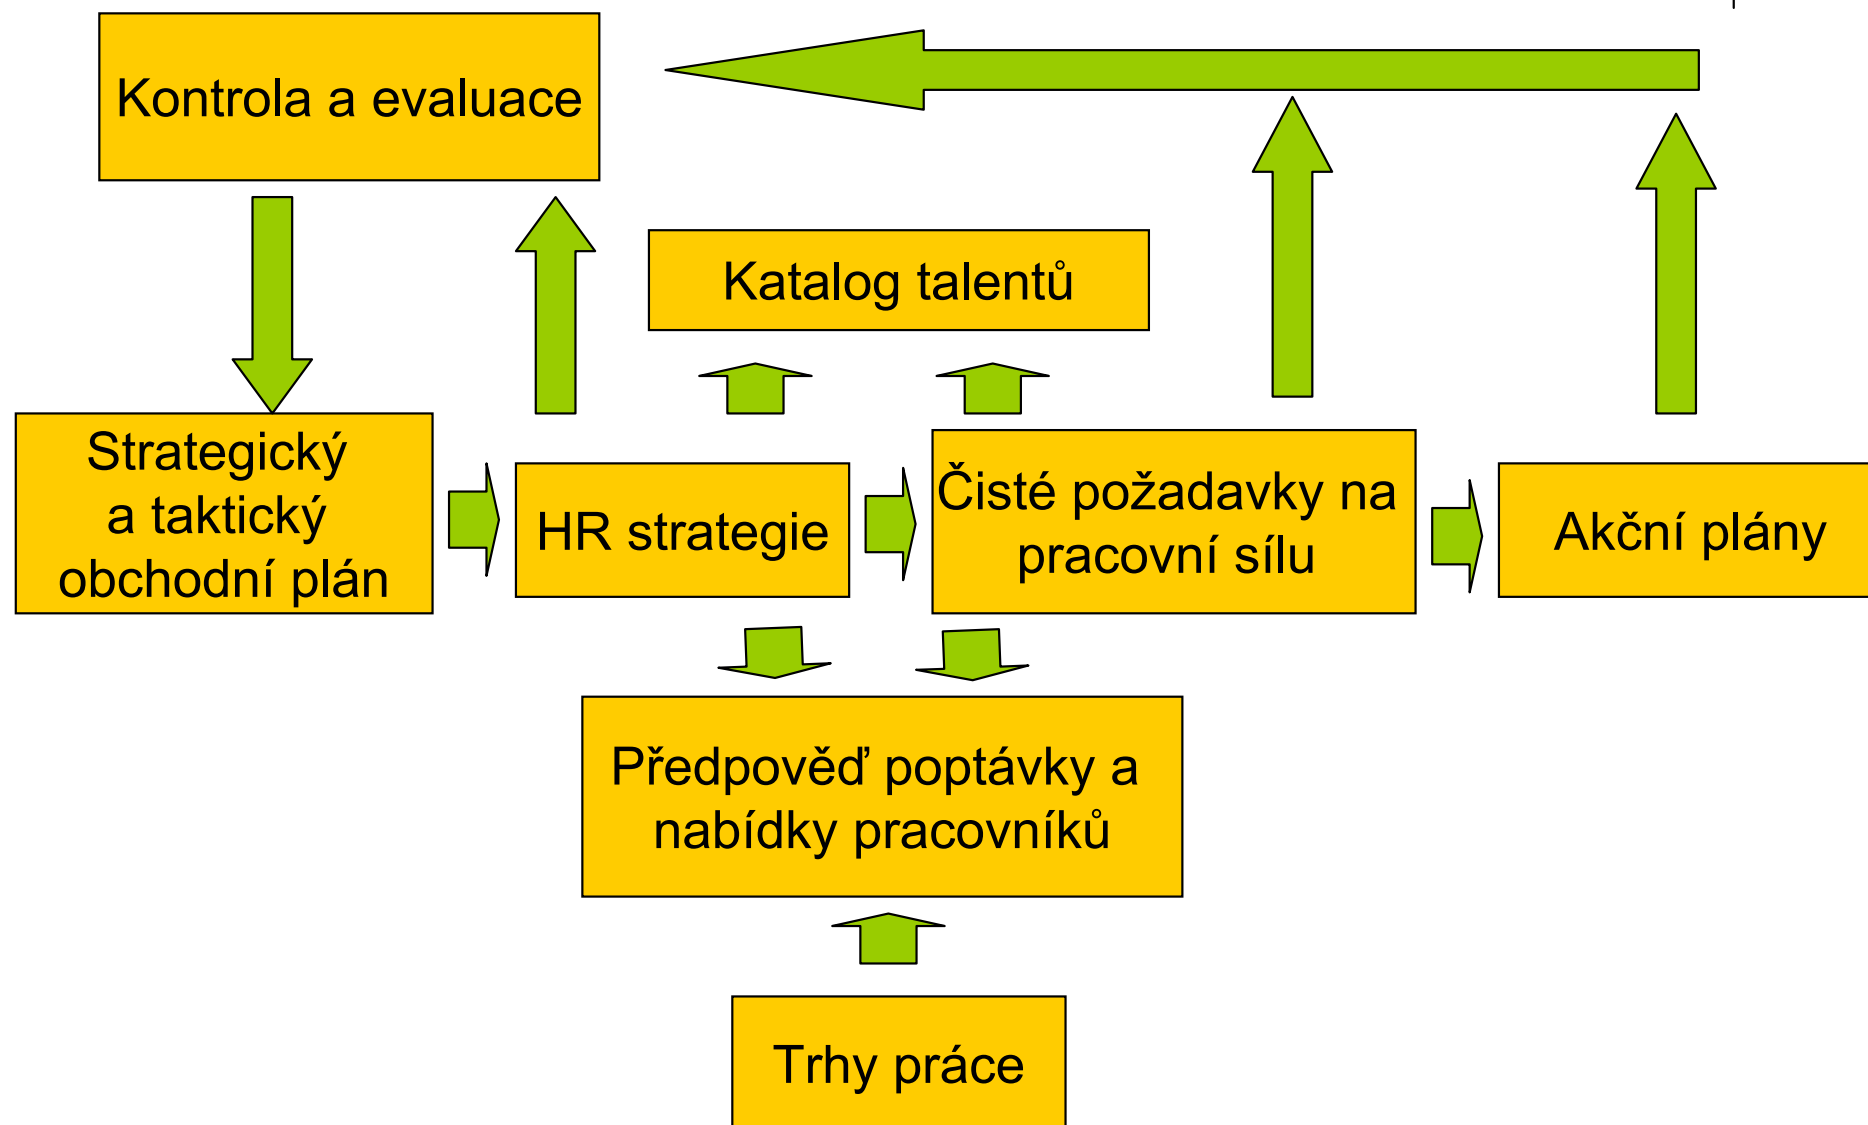 Kontrola a evaluace
Katalog talentů
Strategický
a taktický
obchodní plán
HR strategie
Čisté požadavky na
pracovní sílu
Akční plány
Předpověď poptávky a
nabídky pracovníků
Trhy práce